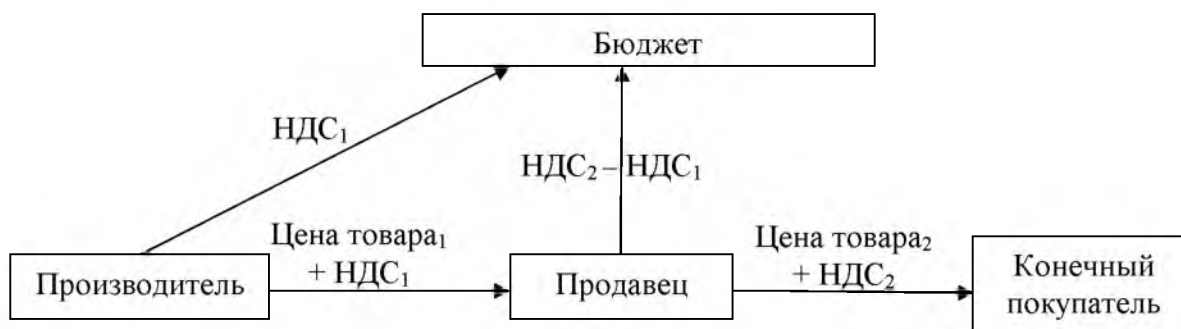 Бюджет
НДС₁
НДС₂ – НДС₁
Цена товара₁
+ НДС₁
Цена товара₂
+ НДС₂
Производитель
Продавец
Конечный
покупатель